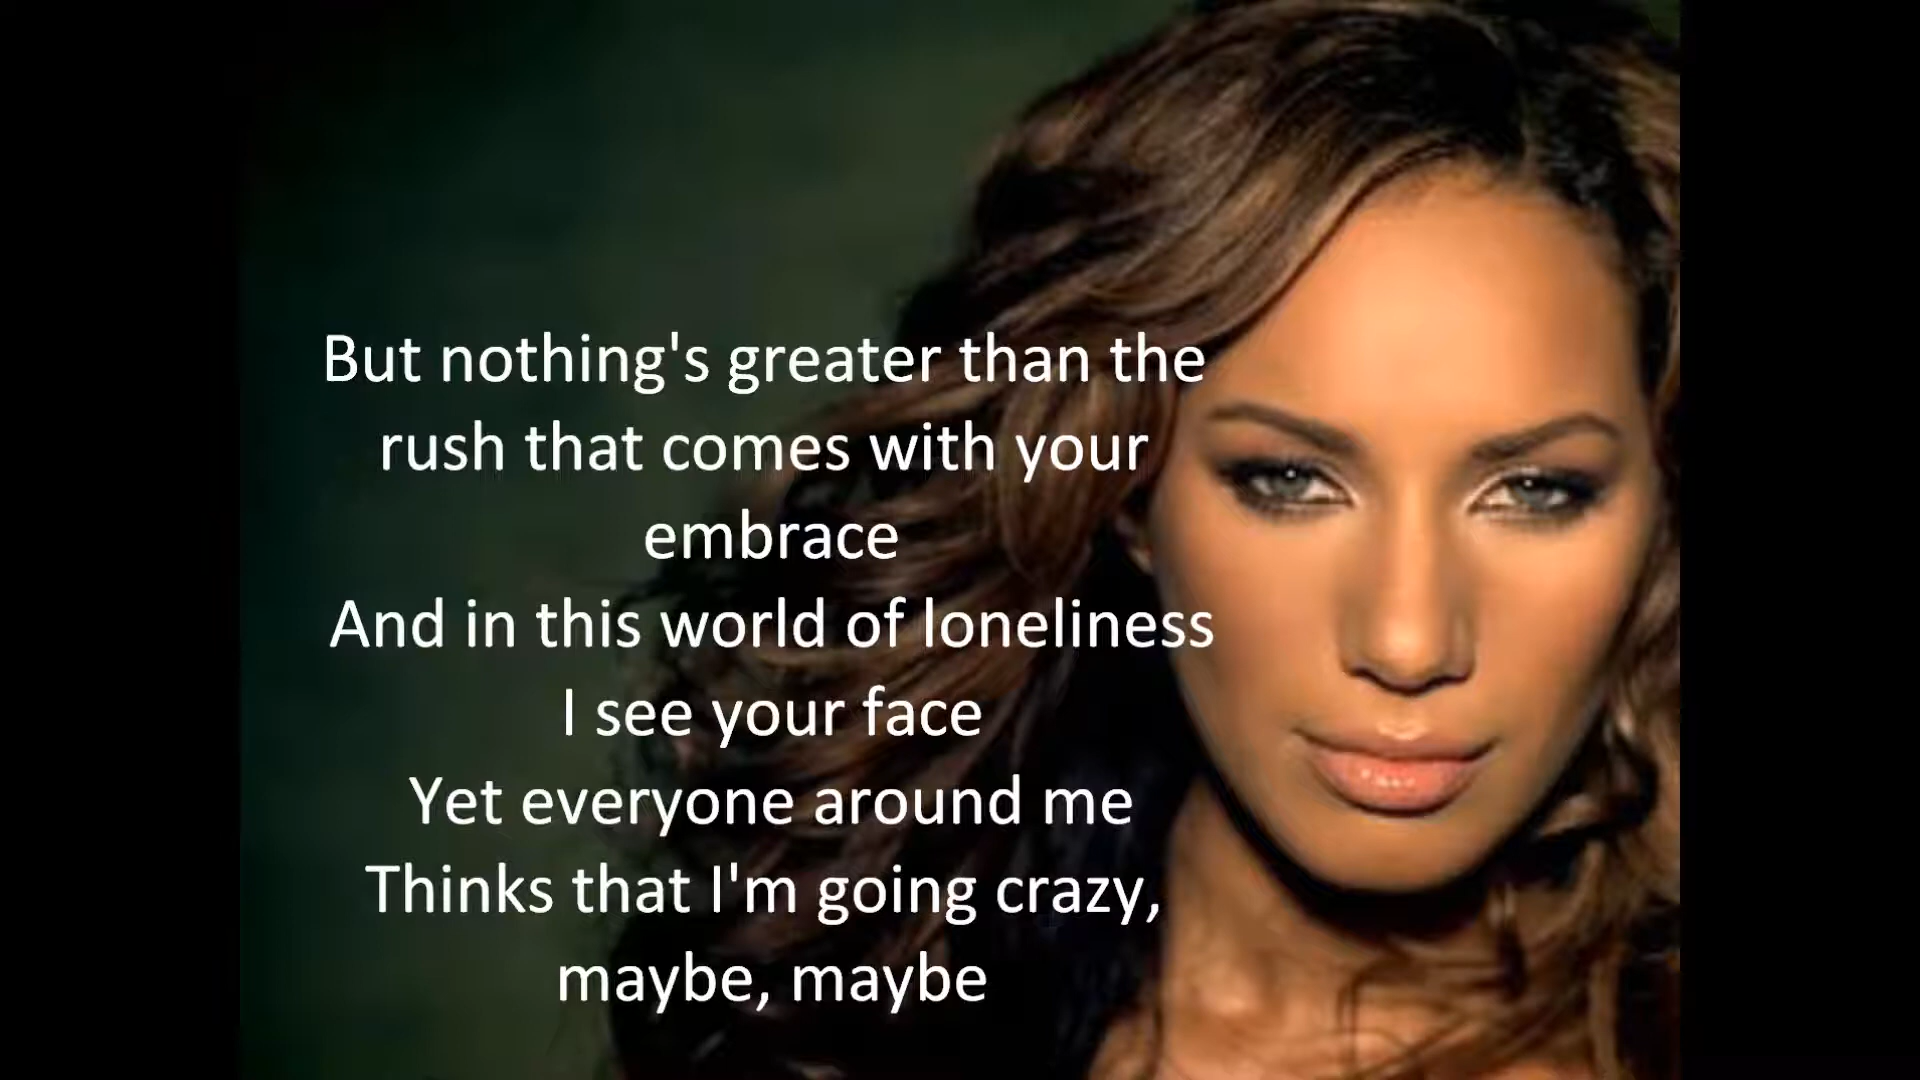 But nothing's greater than the
rush that comes with your
embrace
And in this world of loneliness
I see your face
Yet everyone around me
Thinks that I'm going crazy,
maybe, maybe